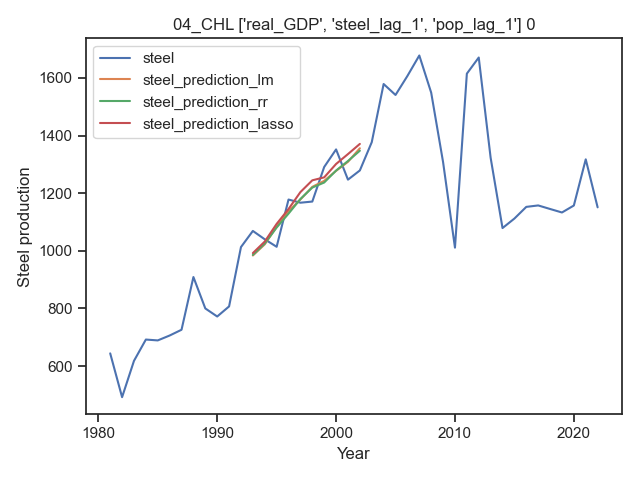 04_CHL ['real_GDP', 'steel_lag_1', 'pop_lag_1'] 0
steel
steel_prediction_lm
steel_prediction_rr
steel_prediction_lasso
Steel production
1600
1400
1200
1000
800
600
1980
1990
2000
2010
2020
Year